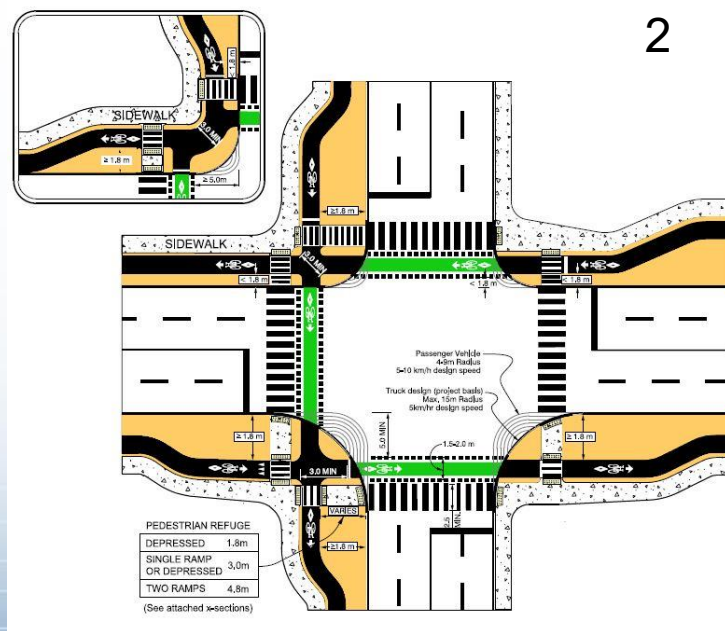 2
< 1.8 m
SIDEWALK
3.0 MIN
≥ 1.8 m
≥ 5.0m
≥1.8 m
SIDEWALK
2.0 MIN
< 1.8 m
< 1.8 m
< 1.8 m
Passenger Vehicle
4-9m Radius
5-10 km/h design speed
Truck design (project basis)
Max. 15m Radius
5km/hr design speed
≥ 1.8 m
5.0 MIN
1.5-2.0 m
≥ 1.8 m
3.0 MIN
VARIES
2.5 MIN
≥1.8 m
PEDESTRIAN REFUGE
DEPRESSED 1.8m
SINGLE RAMP
OR DEPRESSED 3.0m
TWO RAMPS 4.8m
(See attached x-sections)